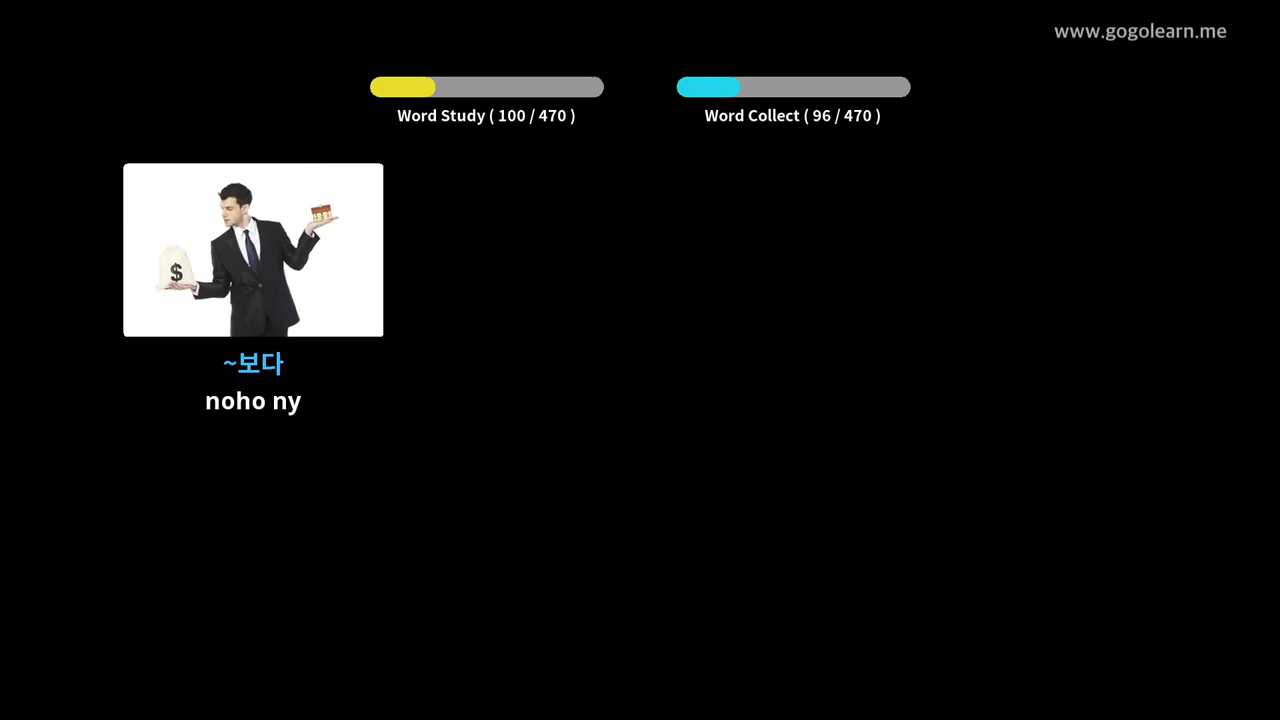 www.gogolearn.me
Word Study ( 100 / 470 )
Word Collect ( 96 / 470 )
$
~보다
noho ny